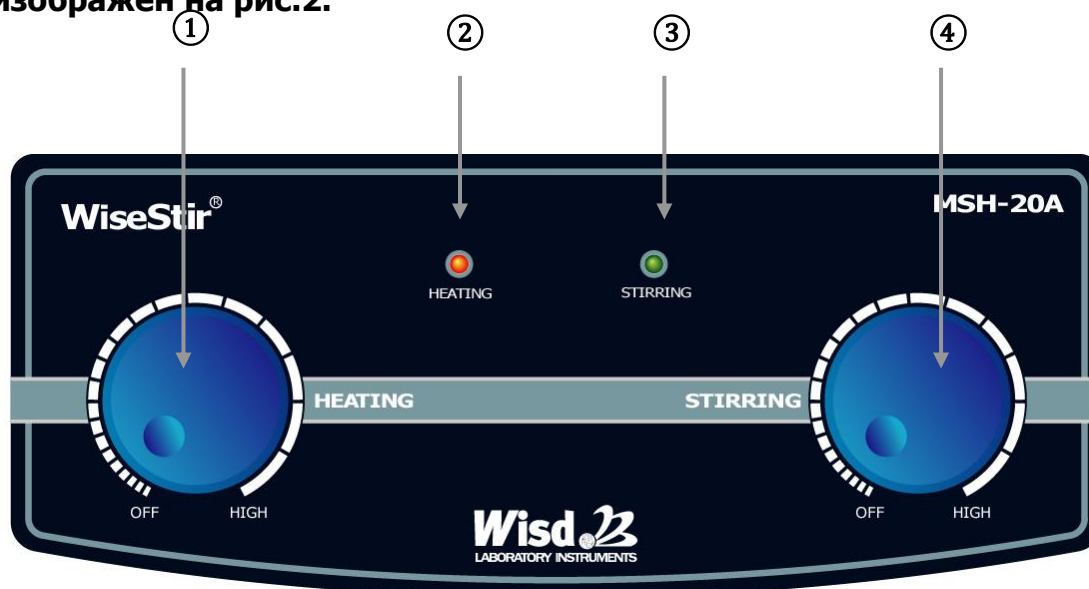 изображен на рис.2.
① ② ③ ④
WiseStir® MSH-20A
HEATING STIRRING
HEATING STIRRING
OFF HIGH OFF HIGH
Wisd
LABORATORY INSTRUMENTS